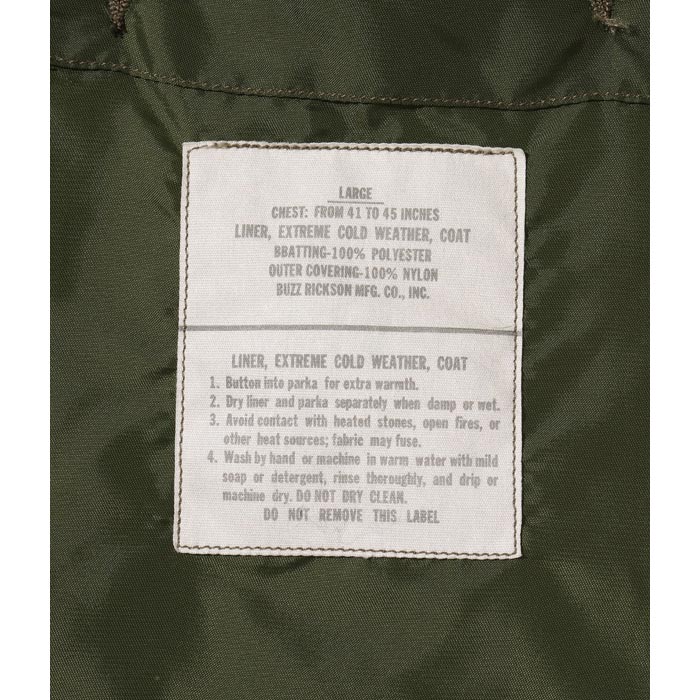 LARGE
CHEST: FROM 41 TO 45 INCHES
LINER, EXTREME COLD WEATHER, COAT
BBATTING-100% POLYESTER
OUTER COVERING-100% NYLON
BUZZ RICKSON MFG. CO., INC.
LINER, EXTREME COLD WEATHER, COAT
1. Button into parka for extra warmth.
2. Dry liner and parka separately when damp or wet.
3. Avoid contact with heated stones, open fires, or
other heat sources; fabric may fuse.
4. Wash by hand or machine in warm water with mild
soap or detergent, rinse thoroughly, and drip or
machine dry. DO NOT DRY CLEAN.
DO NOT REMOVE THIS LABEL